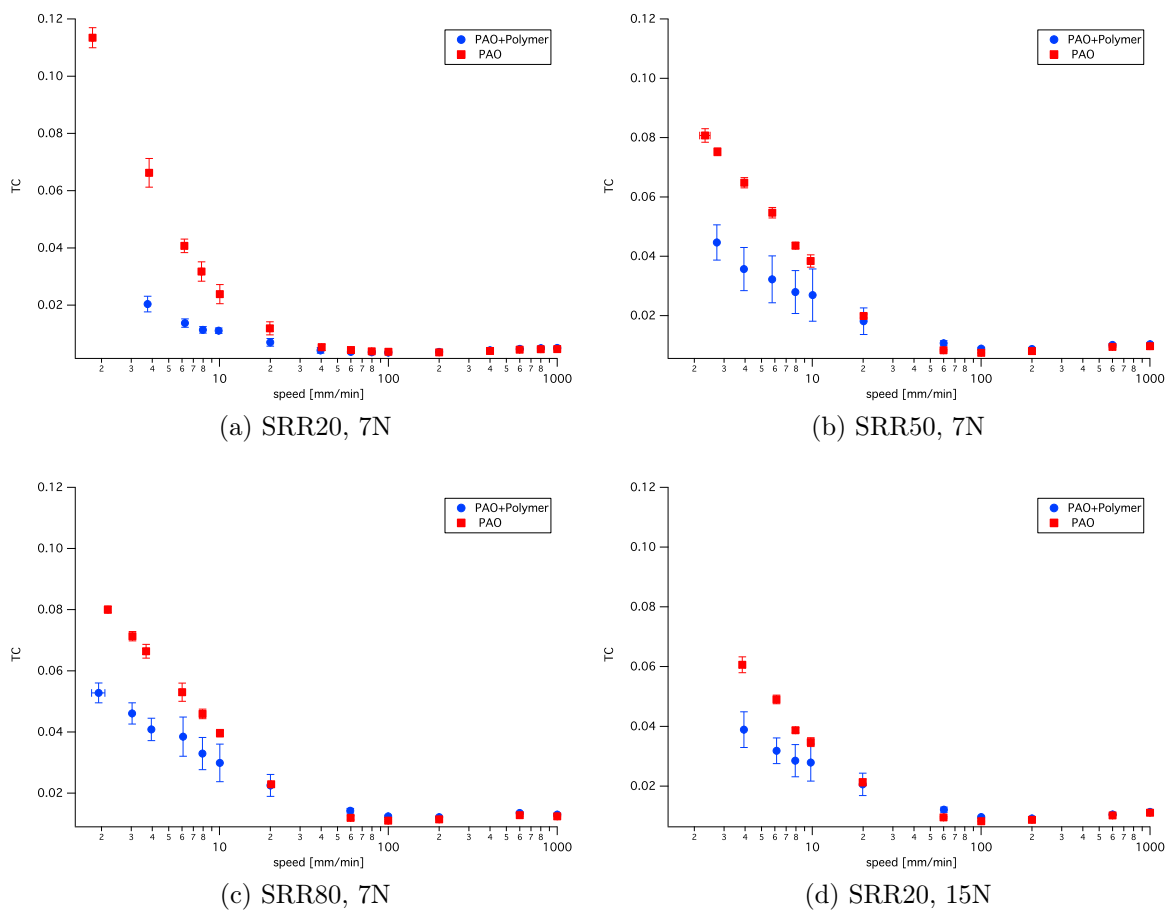 0.12
0.10
0.08
0.06
0.04
0.02
TC
PAO+Polymer
PAO
2 3 4 5 6 7 8 10 2 3 4 5 6 7 8 100 2 3 4 5 6 7 8 1000
speed [mm/min]
(a) SRR20, 7N
0.12
0.10
0.08
0.06
0.04
0.02
TC
PAO+Polymer
PAO
2 3 4 5 6 7 8 10 2 3 4 5 6 7 8 100 2 3 4 5 6 7 8 1000
speed [mm/min]
(b) SRR50, 7N
0.12
0.10
0.08
0.06
0.04
0.02
TC
PAO+Polymer
PAO
2 3 4 5 6 7 8 10 2 3 4 5 6 7 8 100 2 3 4 5 6 7 8 1000
speed [mm/min]
(c) SRR80, 7N
0.12
0.10
0.08
0.06
0.04
0.02
TC
PAO+Polymer
PAO
2 3 4 5 6 7 8 10 2 3 4 5 6 7 8 100 2 3 4 5 6 7 8 1000
speed [mm/min]
(d) SRR20, 15N